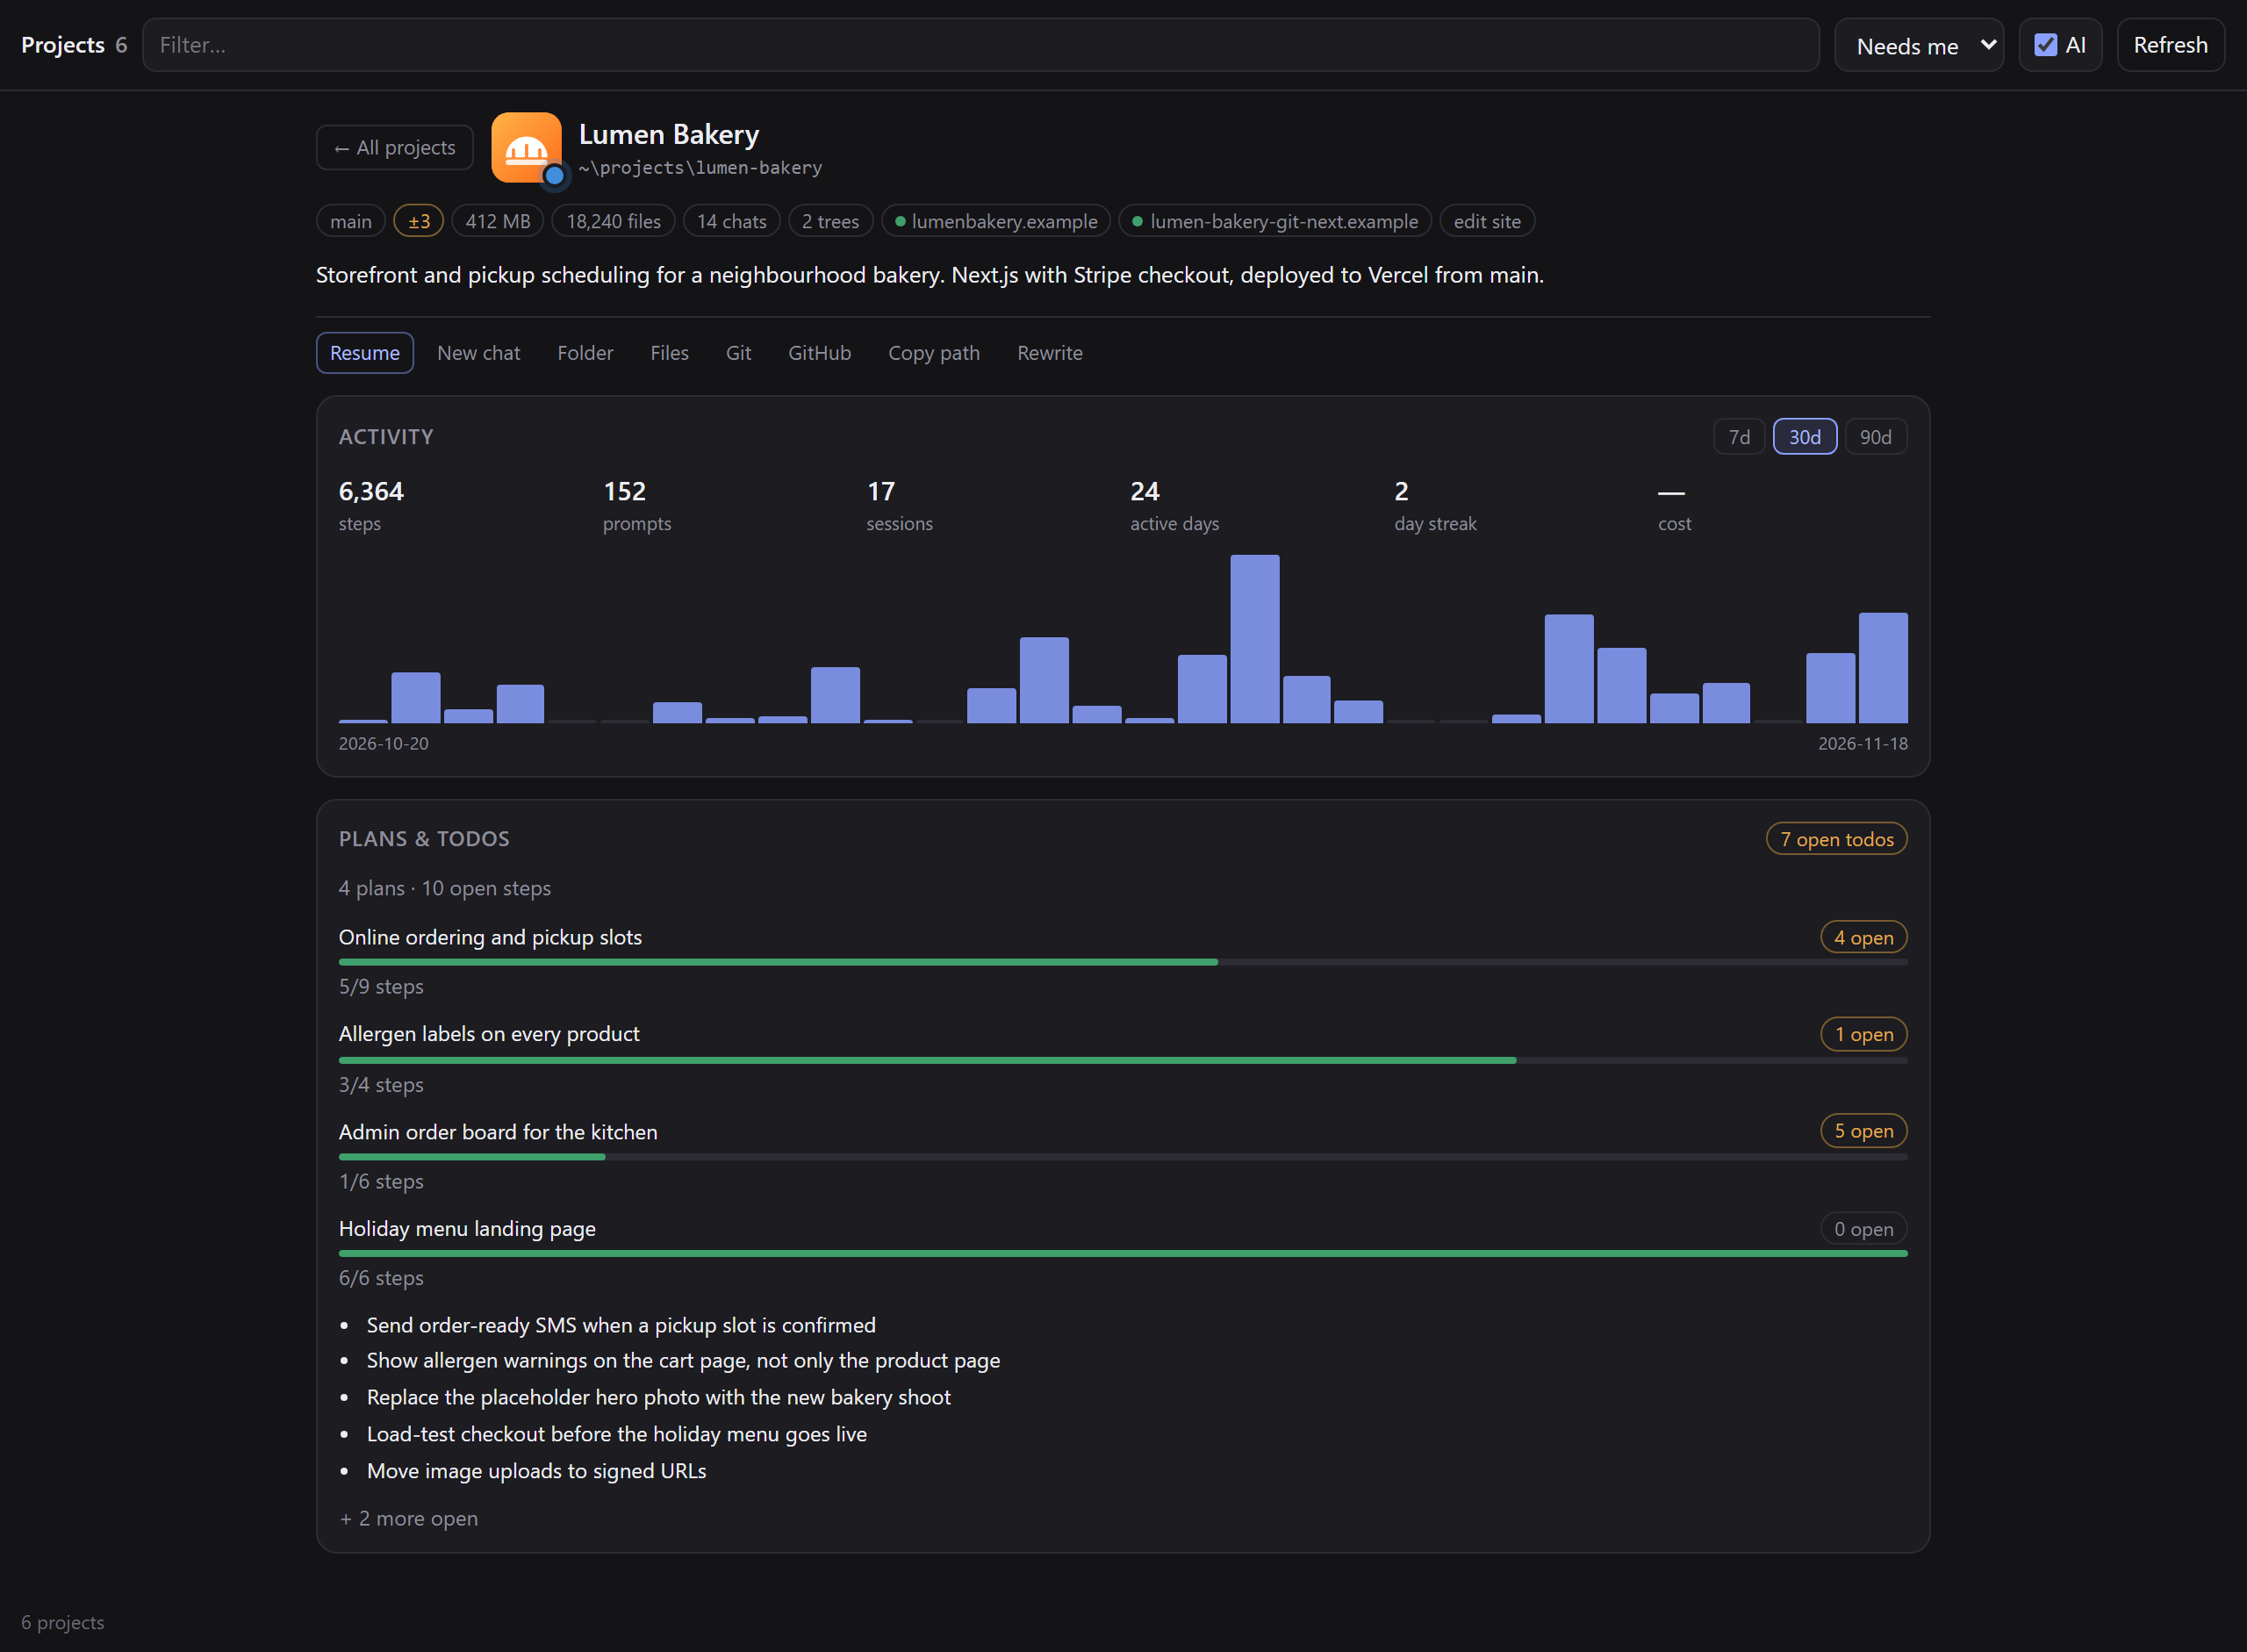 Projects 6 Filter... Needs me AI Refresh
← All projects
Lumen Bakery
~\projects\lumen-bakery
main ±3 412 MB 18,240 files 14 chats 2 trees lumenbakery.example lumen-bakery-git-next.example edit site
Storefront and pickup scheduling for a neighbourhood bakery. Next.js with Stripe checkout, deployed to Vercel from main.
Resume New chat Folder Files Git GitHub Copy path Rewrite
ACTIVITY 7d 30d 90d
6,364 152 17 24 2 —
steps prompts sessions active days day streak cost
2026-10-20 2026-11-18
PLANS & TODOS 7 open todos
4 plans · 10 open steps
Online ordering and pickup slots 4 open
5/9 steps
Allergen labels on every product 1 open
3/4 steps
Admin order board for the kitchen 5 open
1/6 steps
Holiday menu landing page 0 open
6/6 steps
• Send order-ready SMS when a pickup slot is confirmed
• Show allergen warnings on the cart page, not only the product page
• Replace the placeholder hero photo with the new bakery shoot
• Load-test checkout before the holiday menu goes live
• Move image uploads to signed URLs
+ 2 more open
6 projects